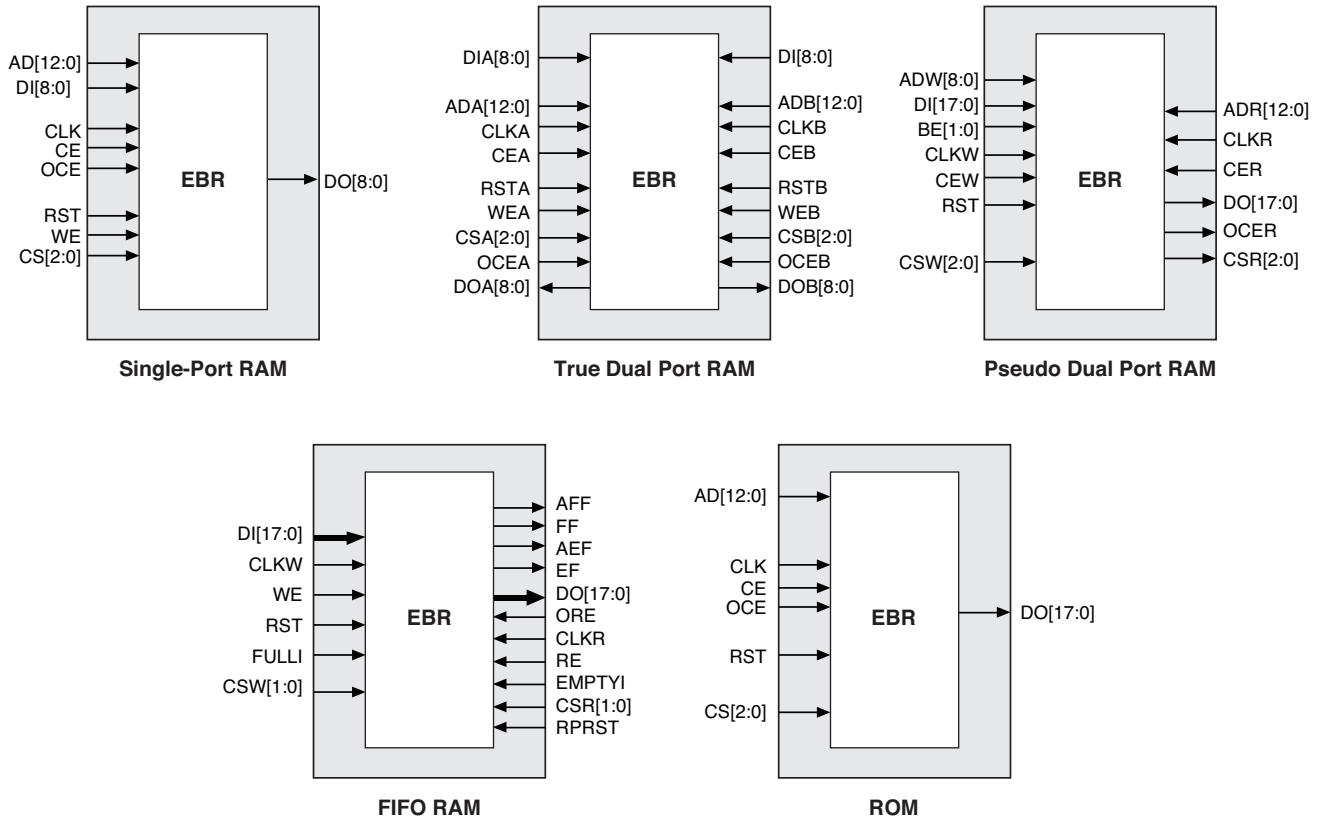 AD[12:0]
DI[8:0]
CLK
CE
OCE
RST
WE
CS[2:0]
EBR
DO[8:0]
Single-Port RAM
DIA[8:0]
ADA[12:0]
CLKA
CEA
RSTA
WEA
CSA[2:0]
OCEA
DOA[8:0]
EBR
DI[8:0]
ADB[12:0]
CLKB
CEB
RSTB
WEB
CSB[2:0]
OCEB
DOB[8:0]
True Dual Port RAM
ADW[8:0]
DI[17:0]
BE[1:0]
CLKW
CEW
RST
CSW[2:0]
EBR
ADR[12:0]
CLKR
CER
DO[17:0]
OCER
CSR[2:0]
Pseudo Dual Port RAM
DI[17:0]
CLKW
WE
RST
FULLI
CSW[1:0]
EBR
AFF
FF
AEF
EF
DO[17:0]
ORE
CLKR
RE
EMPTYI
CSR[1:0]
RPRST
FIFO RAM
AD[12:0]
CLK
CE
OCE
RST
CS[2:0]
EBR
DO[17:0]
ROM